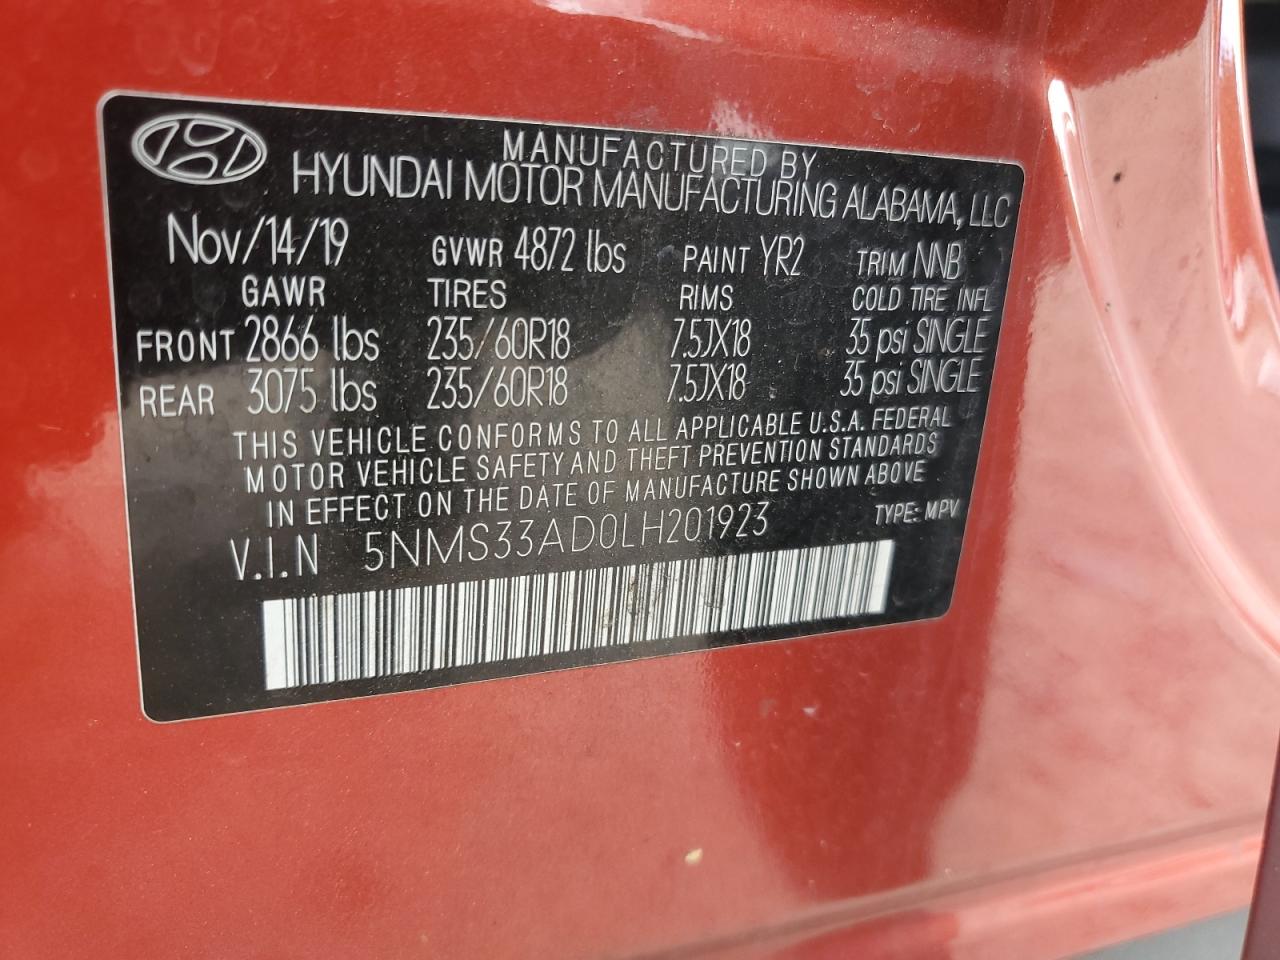 MANUFACTURED BY
HYUNDAI MOTOR MANUFACTURING ALABAMA, LLC
Nov/14/19 GVWR 4872 lbs PAINT YR2 TRIM NNB
GAWR TIRES RIMS COLD TIRE INFL
FRONT 2866 lbs 235/60R18 7.5JX18 35 psi SINGLE
REAR 3075 lbs 235/60R18 7.5JX18 35 psi SINGLE
THIS VEHICLE CONFORMS TO ALL APPLICABLE U.S.A. FEDERAL
MOTOR VEHICLE SAFETY AND THEFT PREVENTION STANDARDS
IN EFFECT ON THE DATE OF MANUFACTURE SHOWN ABOVE
V.I.N 5NMS33AD0LH201923 TYPE: MPV